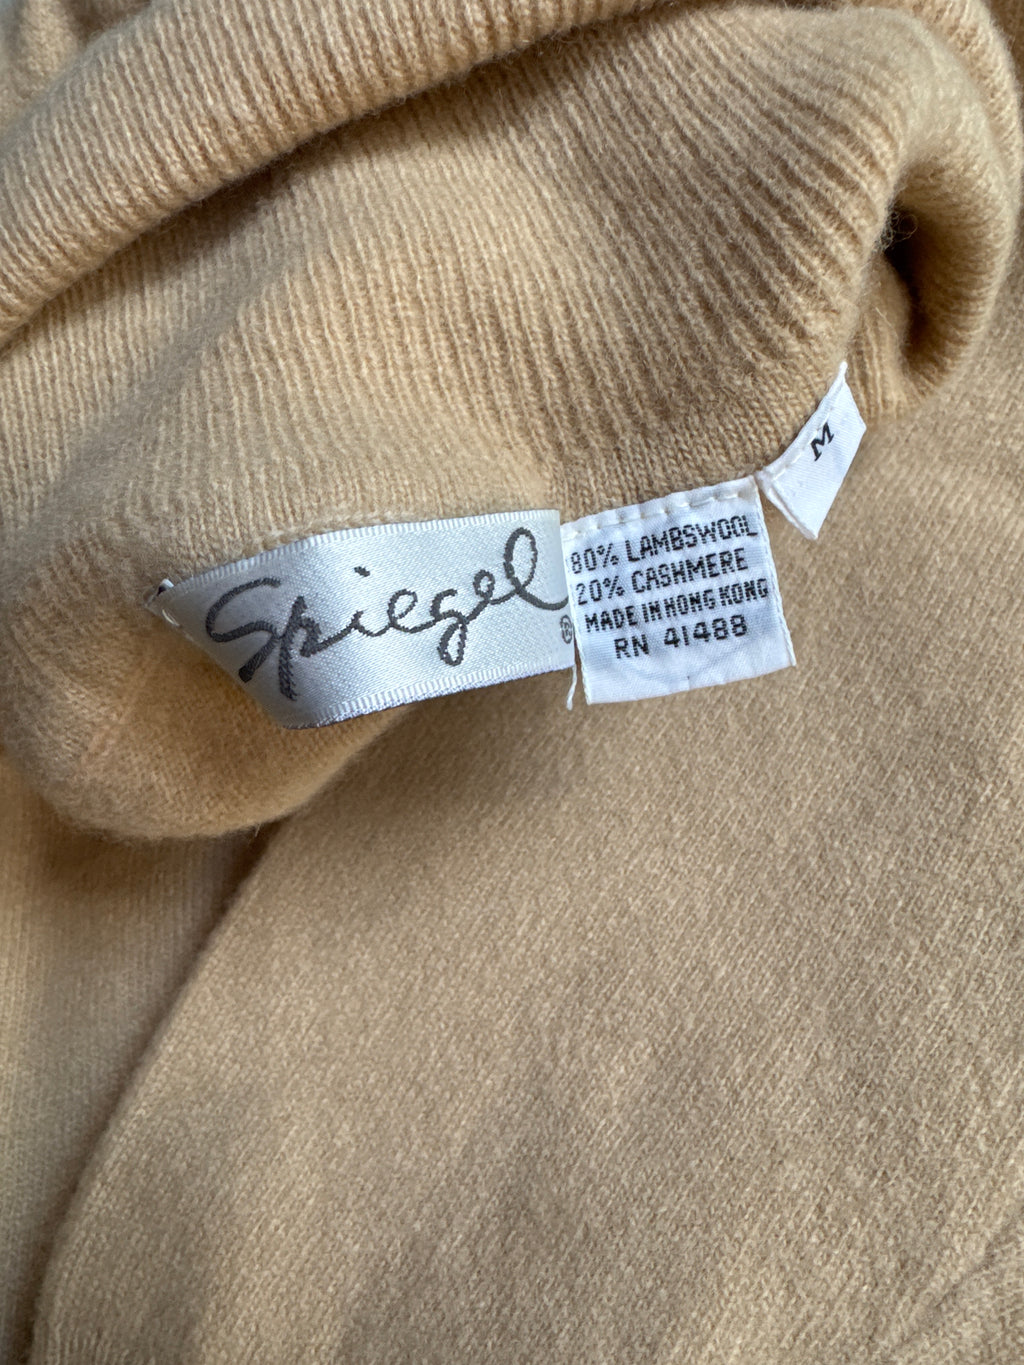 Spiegel ®
80% LAMBSWOOL
20% CASHMERE
MADE IN HONG KONG
RN 41488
M